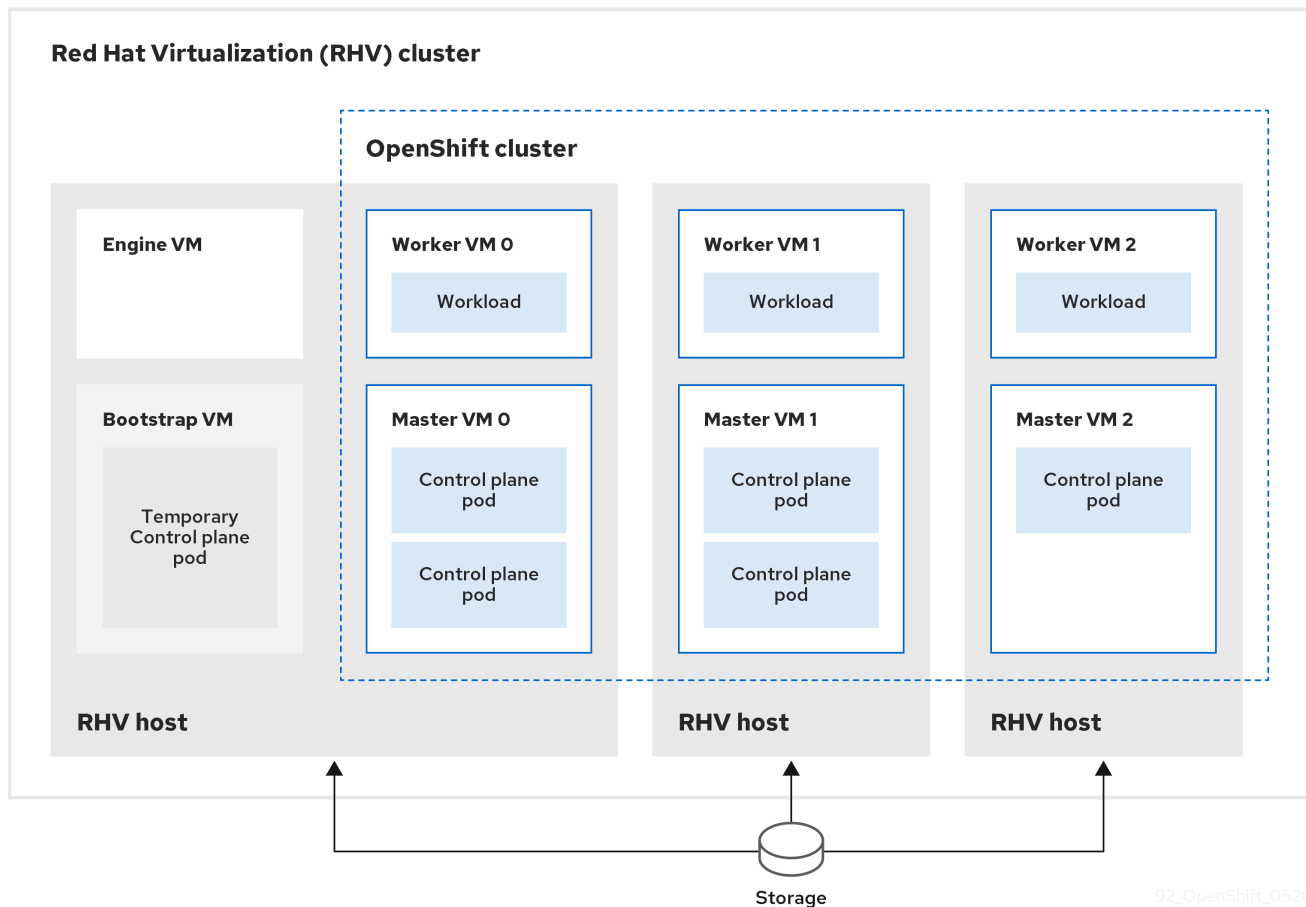 Red Hat Virtualization (RHV) cluster
OpenShift cluster
Engine VM
Worker VM 0
Workload
Worker VM 1
Workload
Worker VM 2
Workload
Bootstrap VM
Temporary
Control plane
pod
Master VM 0
Control plane
pod
Control plane
pod
Master VM 1
Control plane
pod
Control plane
pod
Master VM 2
Control plane
pod
RHV host
RHV host
RHV host
Storage
92_OpenShift_0520